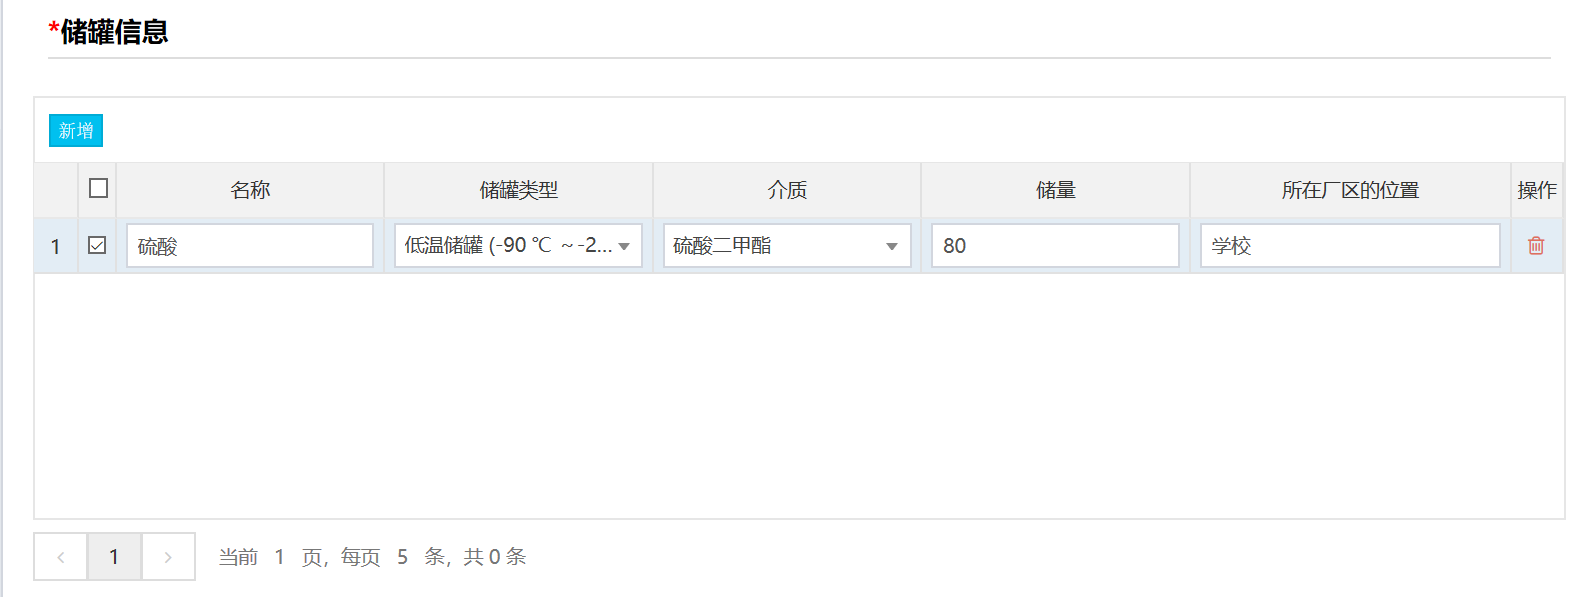 *储罐信息
新增
名称 储罐类型 介质 储量 所在厂区的位置 操作
1 硫酸 低温储罐 (-90 ℃ ~-2... 硫酸二甲酯 80 学校
< 1 > 当前 1 页, 每页 5 条, 共 0 条